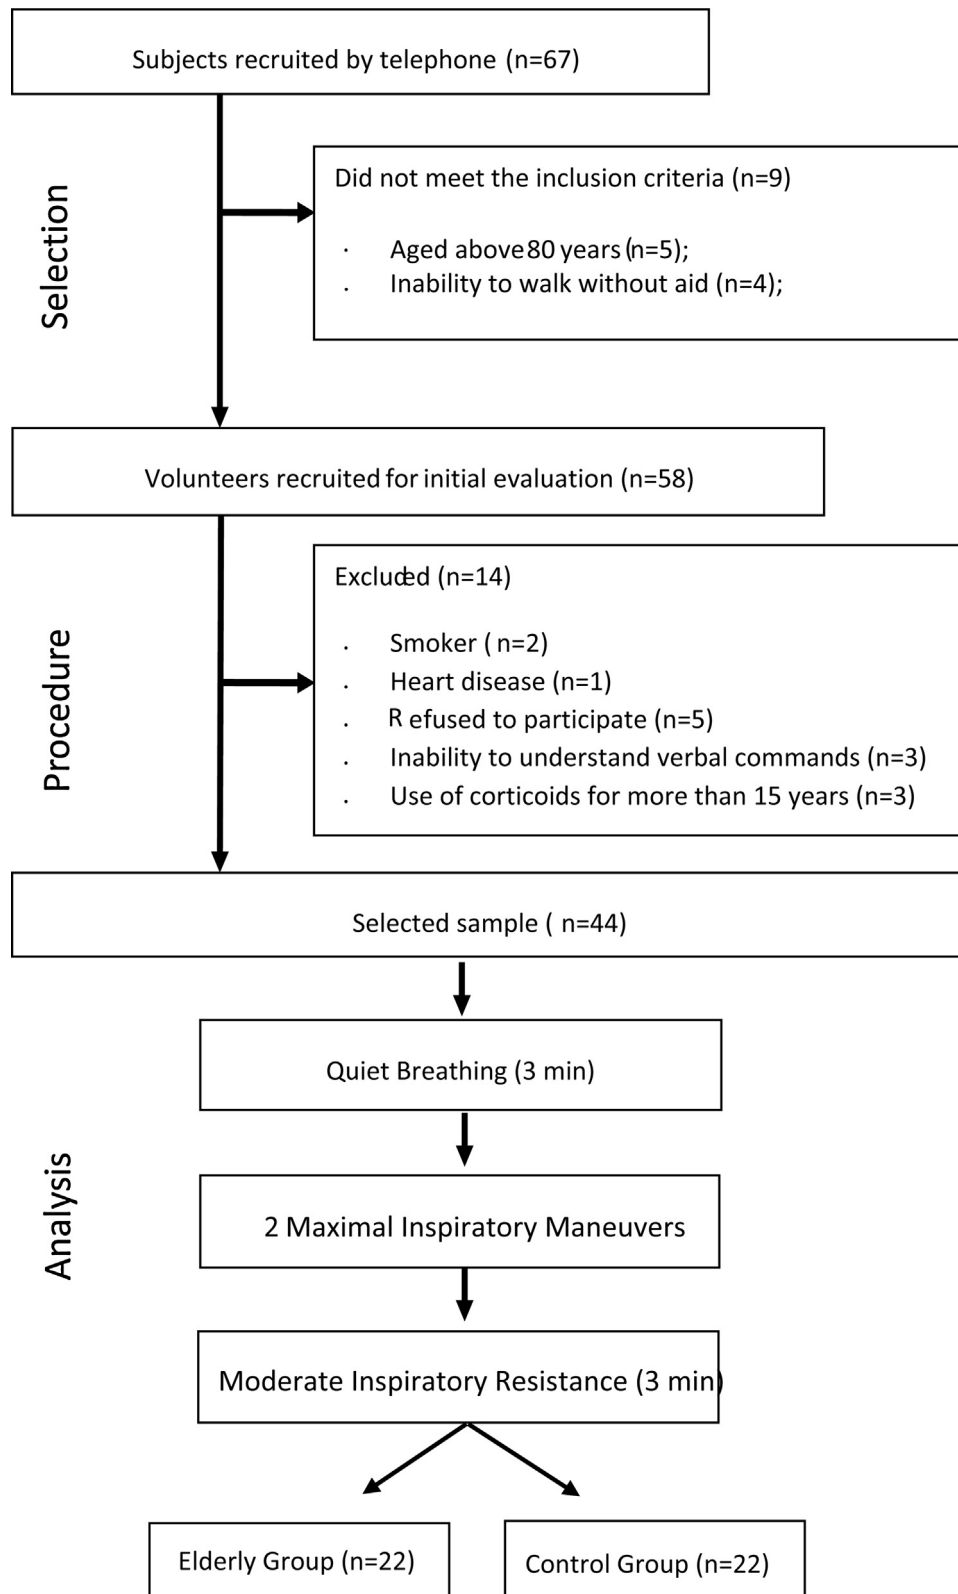 Subjects recruited by telephone (n=67)
Selection
Did not meet the inclusion criteria (n=9)
· Aged above 80 years (n=5);
· Inability to walk without aid (n=4);
Volunteers recruited for initial evaluation (n=58)
Procedure
Excluded (n=14)
· Smoker ( n=2)
· Heart disease (n=1)
· R efused to participate (n=5)
· Inability to understand verbal commands (n=3)
· Use of corticoids for more than 15 years (n=3)
Selected sample ( n=44)
Analysis
Quiet Breathing (3 min)
2 Maximal Inspiratory Maneuvers
Moderate Inspiratory Resistance (3 min)
Elderly Group (n=22)
Control Group (n=22)